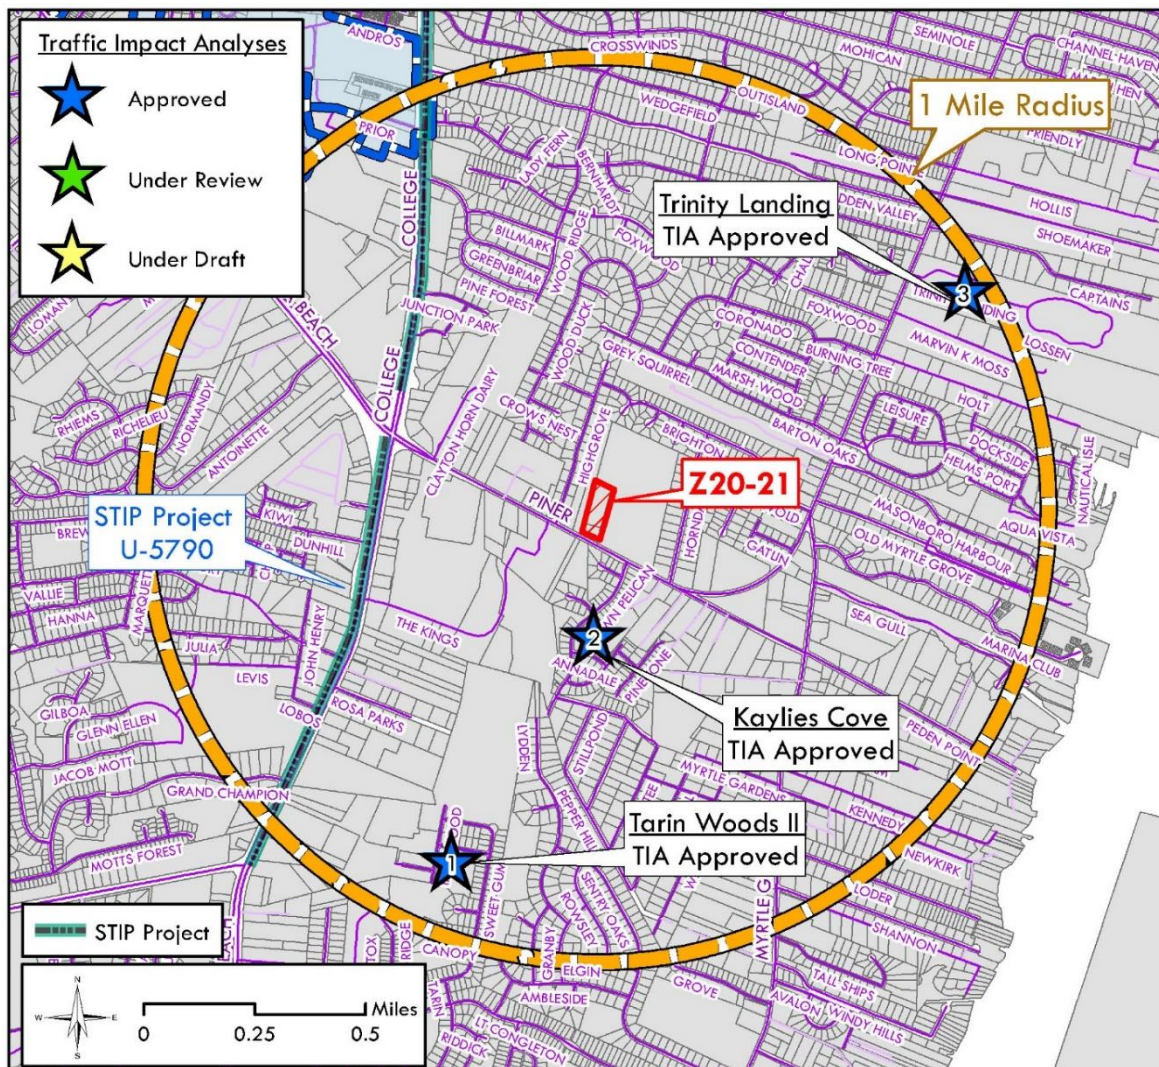 Traffic Impact Analyses
Approved
Under Review
Under Draft
ANDROS
PRIOR
CROSSWINDS
SEMINOLE
MOHICAN
CHANNEL HAVEN
OUTISLAND
WEDGEFIELD
1 Mile Radius
FRIENDLY
LONG POINT
COLLEGE
LADY FERN
BERNHARDT
HOLLIS
Trinity Landing
TIA Approved
SHOEMAKER
BILLMARK
GREENBRIAR
WOOD RIDGE
FOXWOOD
PINE FOREST
JUNCTION PARK
3
CAPTAINS
LOSSEN
FOXWOOD
MARVIN K MOSS
CORONADO
CONTENDER
MARSH WOOD
BURNING TREE
WOOD DUCK
GREY SQUIRREL
COLLEGE
RHIEMS
RICHELIEU
NORMANDY
ANTOINETTE
CLAYTON HORN DAIRY
CROWS NEST
HIGHGROVE
BARTON OAKS
BRIGHTON
LEISURE
HOLT
DOCKSIDE
HELMS PORT
NAUTICAL ISLE
AQUA VISTA
Z20-21
PINER
STIP Project
U-5790
KIWI
DUNHILL
MASONBORO HARBOUR
OLD MYRTLE GROVE
GATUN
VALLIE
HANNA
MARQUETTE
JULIA
LEVIS
JOHN HENRY
THE KINGS
PELICAN
2
SEA GULL
MARINA CLUB
ANNADALE
PINE CONE
GILBOA
GLENN ELLEN
LOBOS
ROSA PARKS
Kaylies Cove
TIA Approved
PEDEN POINT
JACOB MOTT
LYDDEN
STILLPOND
GRAND CHAMPION
MYRTLE GARDENS
KENNEDY
PEPPER HILL
Tarin Woods II
TIA Approved
MOTTS FOREST
1
SWEET GUM
NEWKIRK
SENTRY OAKS
ROWSLEY
LODER
SHANNON
STIP Project
RIDGE
CANOPY
GRANBY
ELGIN
TARIN
AMBLESIDE
GROVE
TALL SHIPS
AVALON
WINDY HILLS
LT CONGLETON
RIDDICK
N
W
E
S
Miles
0
0.25
0.5